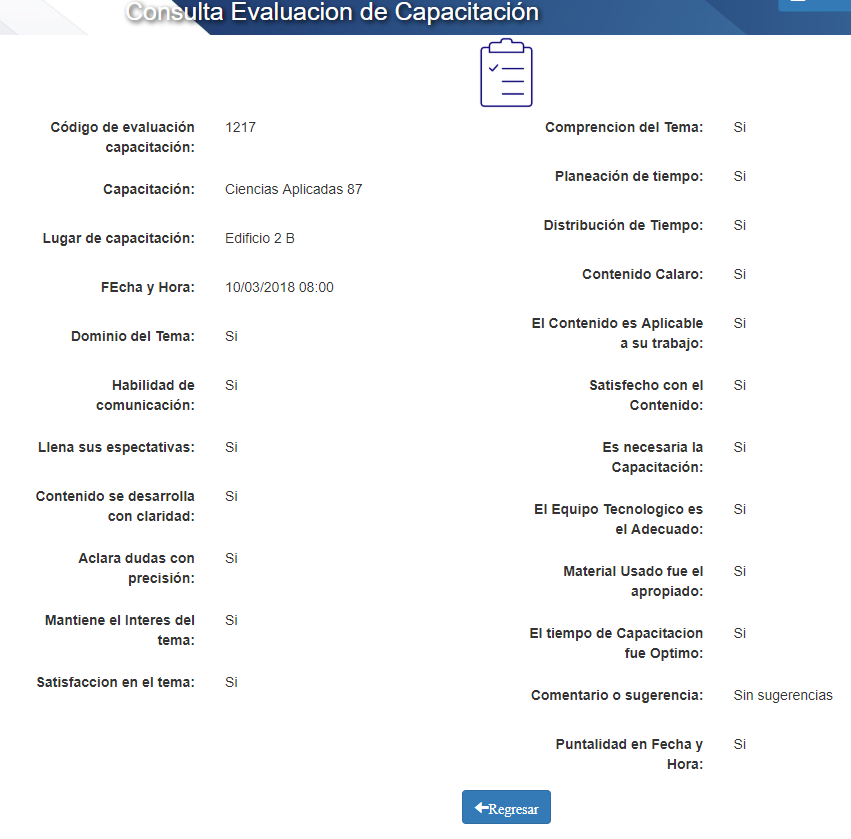 Consulta Evaluacion de Capacitación
Código de evaluación
capacitación:
1217
Capacitación:
Ciencias Aplicadas 87
Lugar de capacitación:
Edificio 2 B
FEcha y Hora:
10/03/2018 08:00
Dominio del Tema:
Si
Habilidad de
comunicación:
Si
Llena sus espectativas:
Si
Contenido se desarrolla
con claridad:
Si
Aclara dudas con
precisión:
Si
Mantiene el Interes del
tema:
Si
Satisfaccion en el tema:
Si
Comprencion del Tema:
Si
Planeación de tiempo:
Si
Distribución de Tiempo:
Si
Contenido Calaro:
Si
El Contenido es Aplicable
a su trabajo:
Si
Satisfecho con el
Contenido:
Si
Es necesaria la
Capacitación:
Si
El Equipo Tecnologico es
el Adecuado:
Si
Material Usado fue el
apropiado:
Si
El tiempo de Capacitacion
fue Optimo:
Si
Comentario o sugerencia:
Sin sugerencias
Puntalidad en Fecha y
Hora:
Si
Regresar